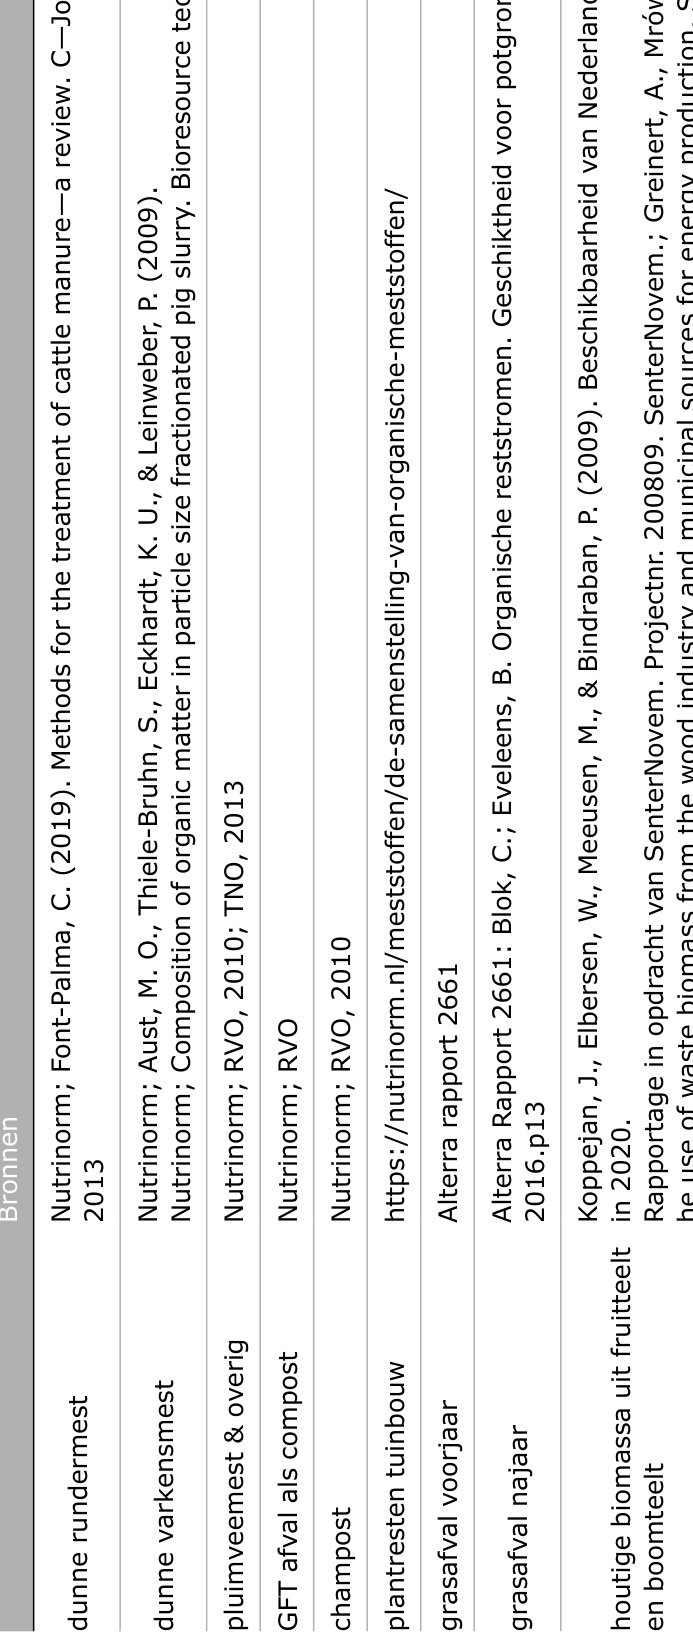 Bronnen
dunne rundermest
Nutrinorm; Font-Palma, C. (2019). Methods for the treatment of cattle manure—a review. C—Jo
2013
dunne varkensmest
Nutrinorm; Aust, M. O., Thiele-Bruhn, S., Eckhardt, K. U., & Leinweber, P. (2009).
Nutrinorm; Composition of organic matter in particle size fractionated pig slurry. Bioresource tec
pluimveemest & overig
Nutrinorm; RVO, 2010; TNO, 2013
GFT afval als compost
Nutrinorm; RVO
champost
Nutrinorm; RVO, 2010
plantresten tuinbouw
https://nutrinorm.nl/meststoffen/de-samenstelling-van-organische-meststoffen/
grasafval voorjaar
Alterra rapport 2661
grasafval najaar
Alterra Rapport 2661: Blok, C.; Eveleens, B. Organische reststromen. Geschiktheid voor potgron
2016.p13
houtige biomassa uit fruitteelt
en boomteelt
Koppejan, J., Elbersen, W., Meeusen, M., & Bindraban, P. (2009). Beschikbaarheid van Nederland
in 2020.
Rapportage in opdracht van SenterNovem. Projectnr. 200809. SenterNovem.; Greinert, A., Mrów
he use of waste biomass from the wood industry and municipal sources for energy production. S